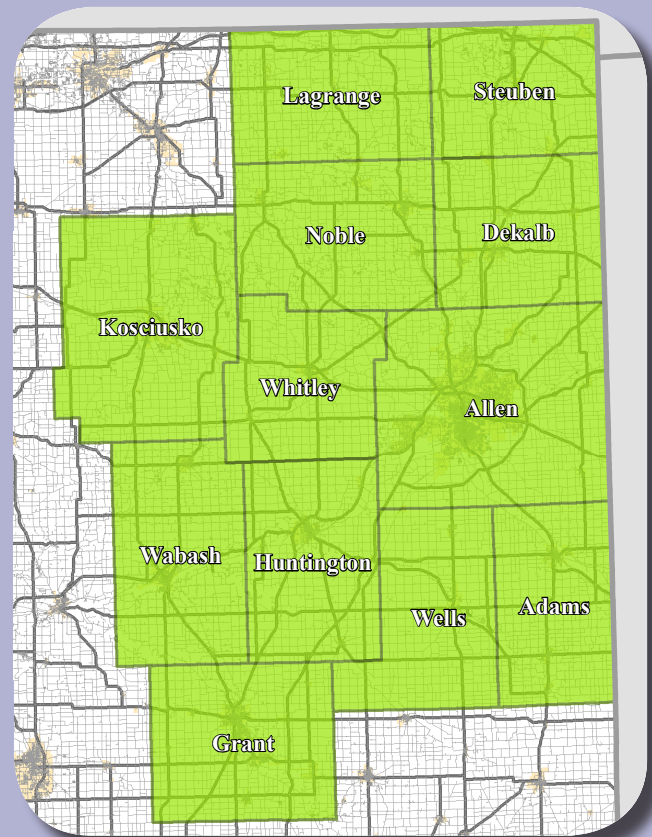 Lagrange
Steuben
Noble
Dekalb
Kosciusko
Whitley
Allen
Wabash
Huntington
Wells
Adams
Grant